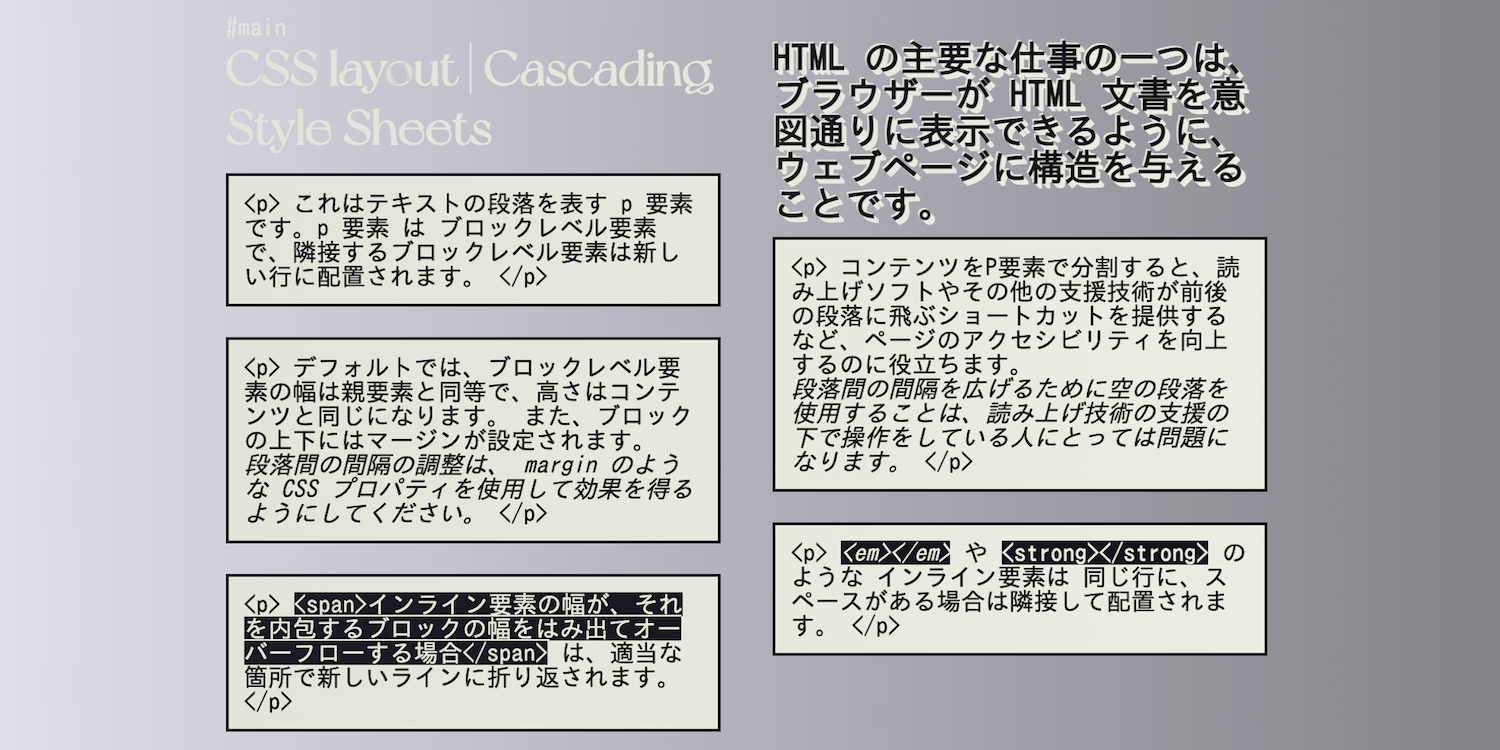 #main
CSS layout | Cascading
Style Sheets
<p> これはテキストの段落を表す p 要素
です。p 要素 は ブロックレベル要素
で、隣接するブロックレベル要素は新し
い行に配置されます。 </p>
<p> デフォルトでは、ブロックレベル要
素の幅は親要素と同等で、高さはコンテ
ンツと同じになります。 また、ブロック
の上下にはマージンが設定されます。
段落間の間隔の調整は、 margin のよう
な CSS プロパティを使用して効果を得る
ようにしてください。 </p>
<p> <span>インライン要素の幅が、それ
を内包するブロックの幅をはみ出てオー
バーフローする場合</span> は、適当な
箇所で新しいラインに折り返されます。
</p>
HTML の主要な仕事の一つは、
ブラウザーが HTML 文書を意
図通りに表示できるように、
ウェブページに構造を与える
ことです。
<p> コンテンツをP要素で分割すると、読
み上げソフトやその他の支援技術が前後
の段落に飛ぶショートカットを提供する
など、ページのアクセシビリティを向上
するのに役立ちます。
段落間の間隔を広げるために空の段落を
使用することは、読み上げ技術の支援の
下で操作をしている人にとっては問題に
なります。 </p>
<p> <em></em> や <strong></strong> の
ような インライン要素は 同じ行に、ス
ペースがある場合は隣接して配置されま
す。 </p>